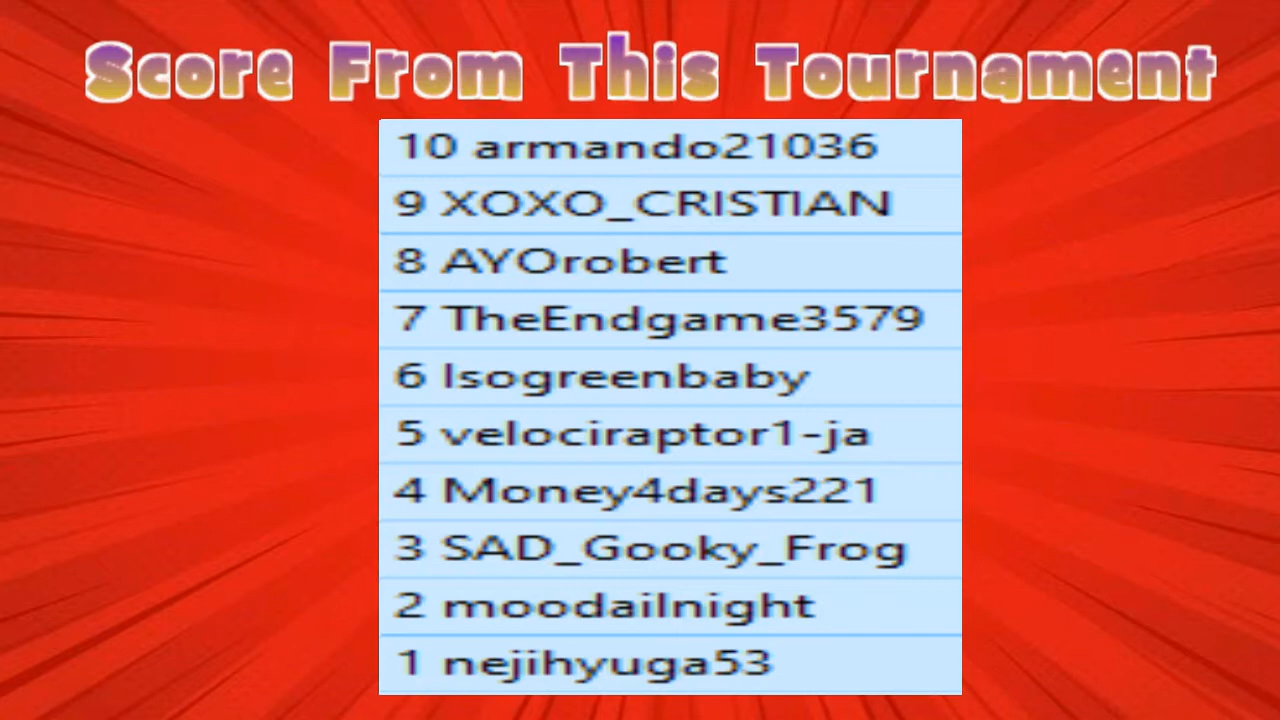 Score From This Tournament
10 armando21036
9 XOXO_CRISTIAN
8 AYOrobert
7 TheEndgame3579
6 lsogreenbaby
5 velociraptor1-ja
4 Money4days221
3 SAD_Gooky_Frog
2 moodailnight
1 nejihyuga53